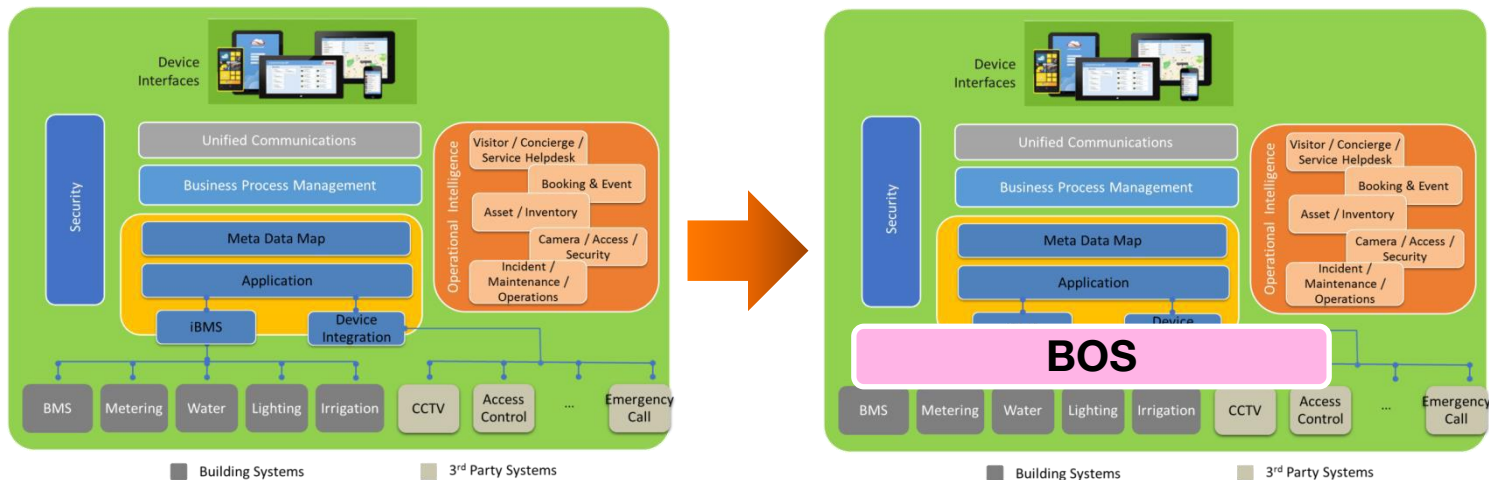 Device
Interfaces
Security
Unified Communications
Business Process Management
Meta Data Map
Application
iBMS
Device
Integration
Operational Intelligence
Visitor / Concierge /
Service Helpdesk
Booking & Event
Asset / Inventory
Camera / Access /
Security
Incident /
Maintenance /
Operations
BMS
Metering
Water
Lighting
Irrigation
CCTV
Access
Control
...
Emergency
Call
Building Systems
3rd Party Systems
Device
Interfaces
Security
Unified Communications
Business Process Management
Meta Data Map
Application
Device
Operational Intelligence
Visitor / Concierge /
Service Helpdesk
Booking & Event
Asset / Inventory
Camera / Access /
Security
Incident /
Maintenance /
Operations
BOS
BMS
Metering
Water
Lighting
Irrigation
CCTV
Access
Control
...
Emergency
Call
Building Systems
3rd Party Systems